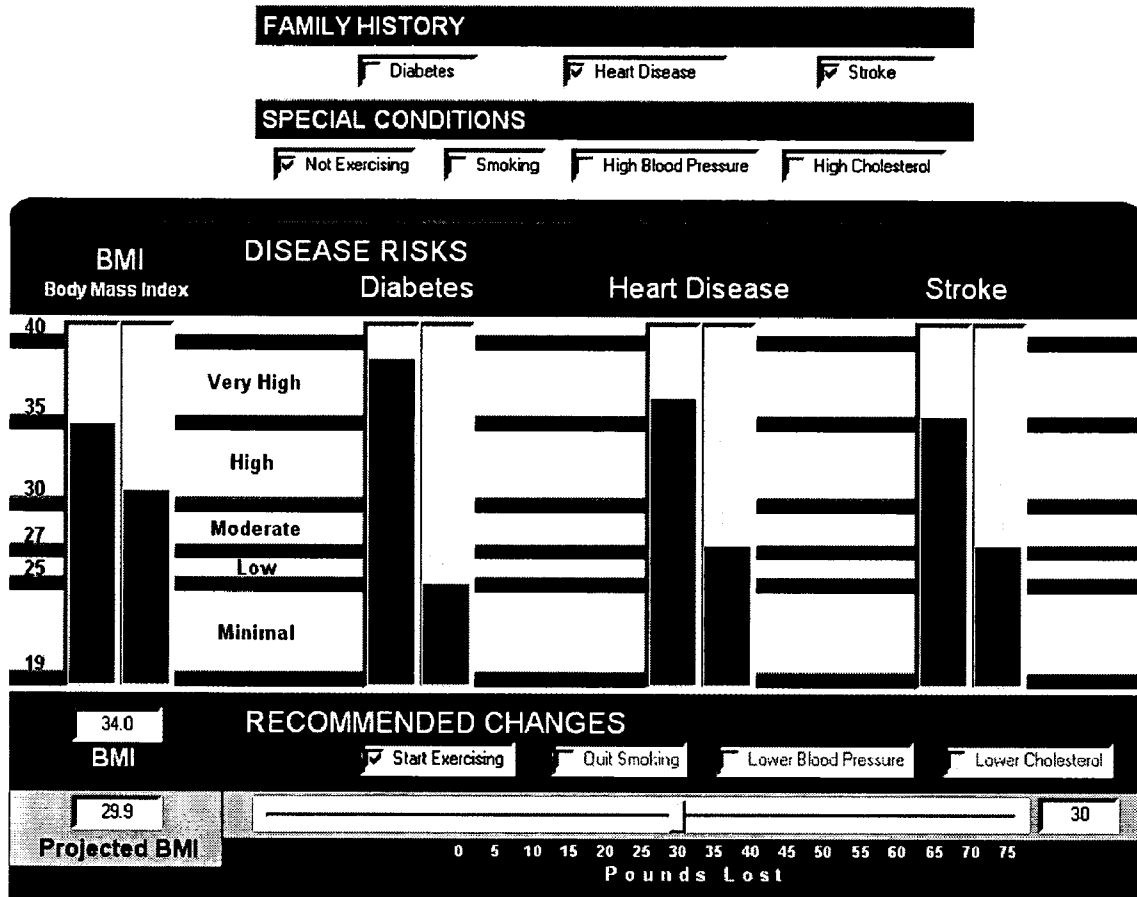 FAMILY HISTORY
Diabetes Heart Disease Stroke
SPECIAL CONDITIONS
Not Exercising Smoking High Blood Pressure High Cholesterol
BMI
Body Mass Index
DISEASE RISKS
Diabetes Heart Disease Stroke
40
Very High
35
High
30
Moderate
27
Low
25
Minimal
19
34.0
BMI
RECOMMENDED CHANGES
Start Exercising Quit Smoking Lower Blood Pressure Lower Cholesterol
29.9
Projected BMI
30
0 5 10 15 20 25 30 35 40 45 50 55 60 65 70 75
Pounds Lost